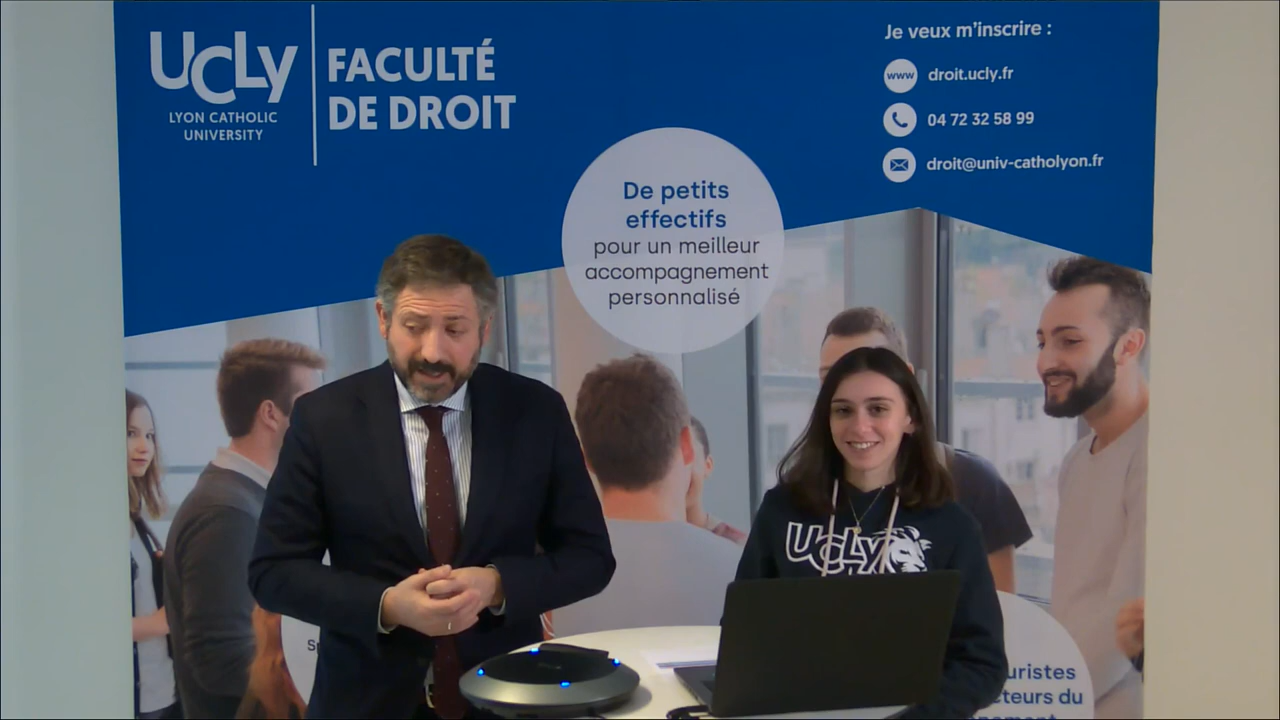 UCLy
LYON CATHOLIC
UNIVERSITY
FACULTÉ
DE DROIT
Je veux m'inscrire :
www
droit.ucly.fr
04 72 32 58 99
droit@univ-catholyon.fr
De petits
effectifs
pour un meilleur
accompagnement
personnalisé
UCLY